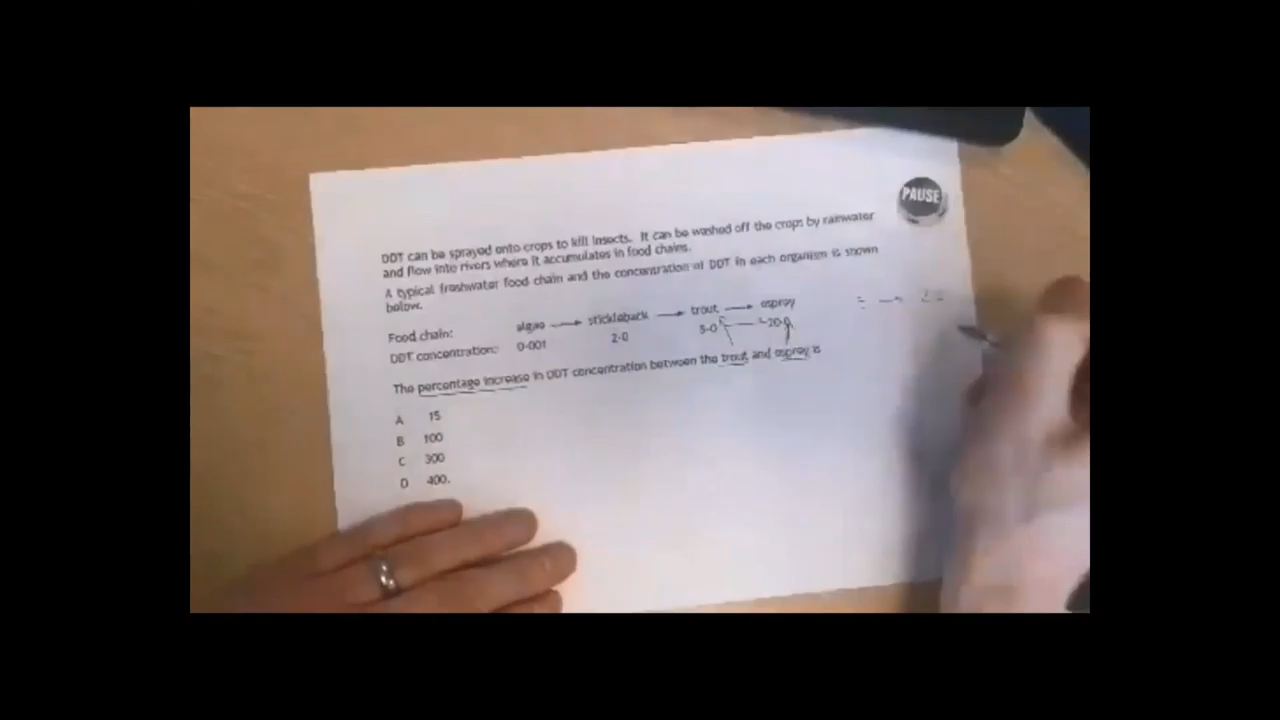 PAUSE
DDT can be sprayed onto crops to kill insects. It can be washed off the crops by rainwater
and flow into rivers where it accumulates in food chains.
A typical freshwater food chain and the concentration of DDT in each organism is shown
below.
Food chain: algae → stickleback → trout → osprey
DDT concentration: 0·001 2·0 5·0 20·0
The percentage increase in DDT concentration between the trout and osprey is
A 15
B 100
C 300
D 400.